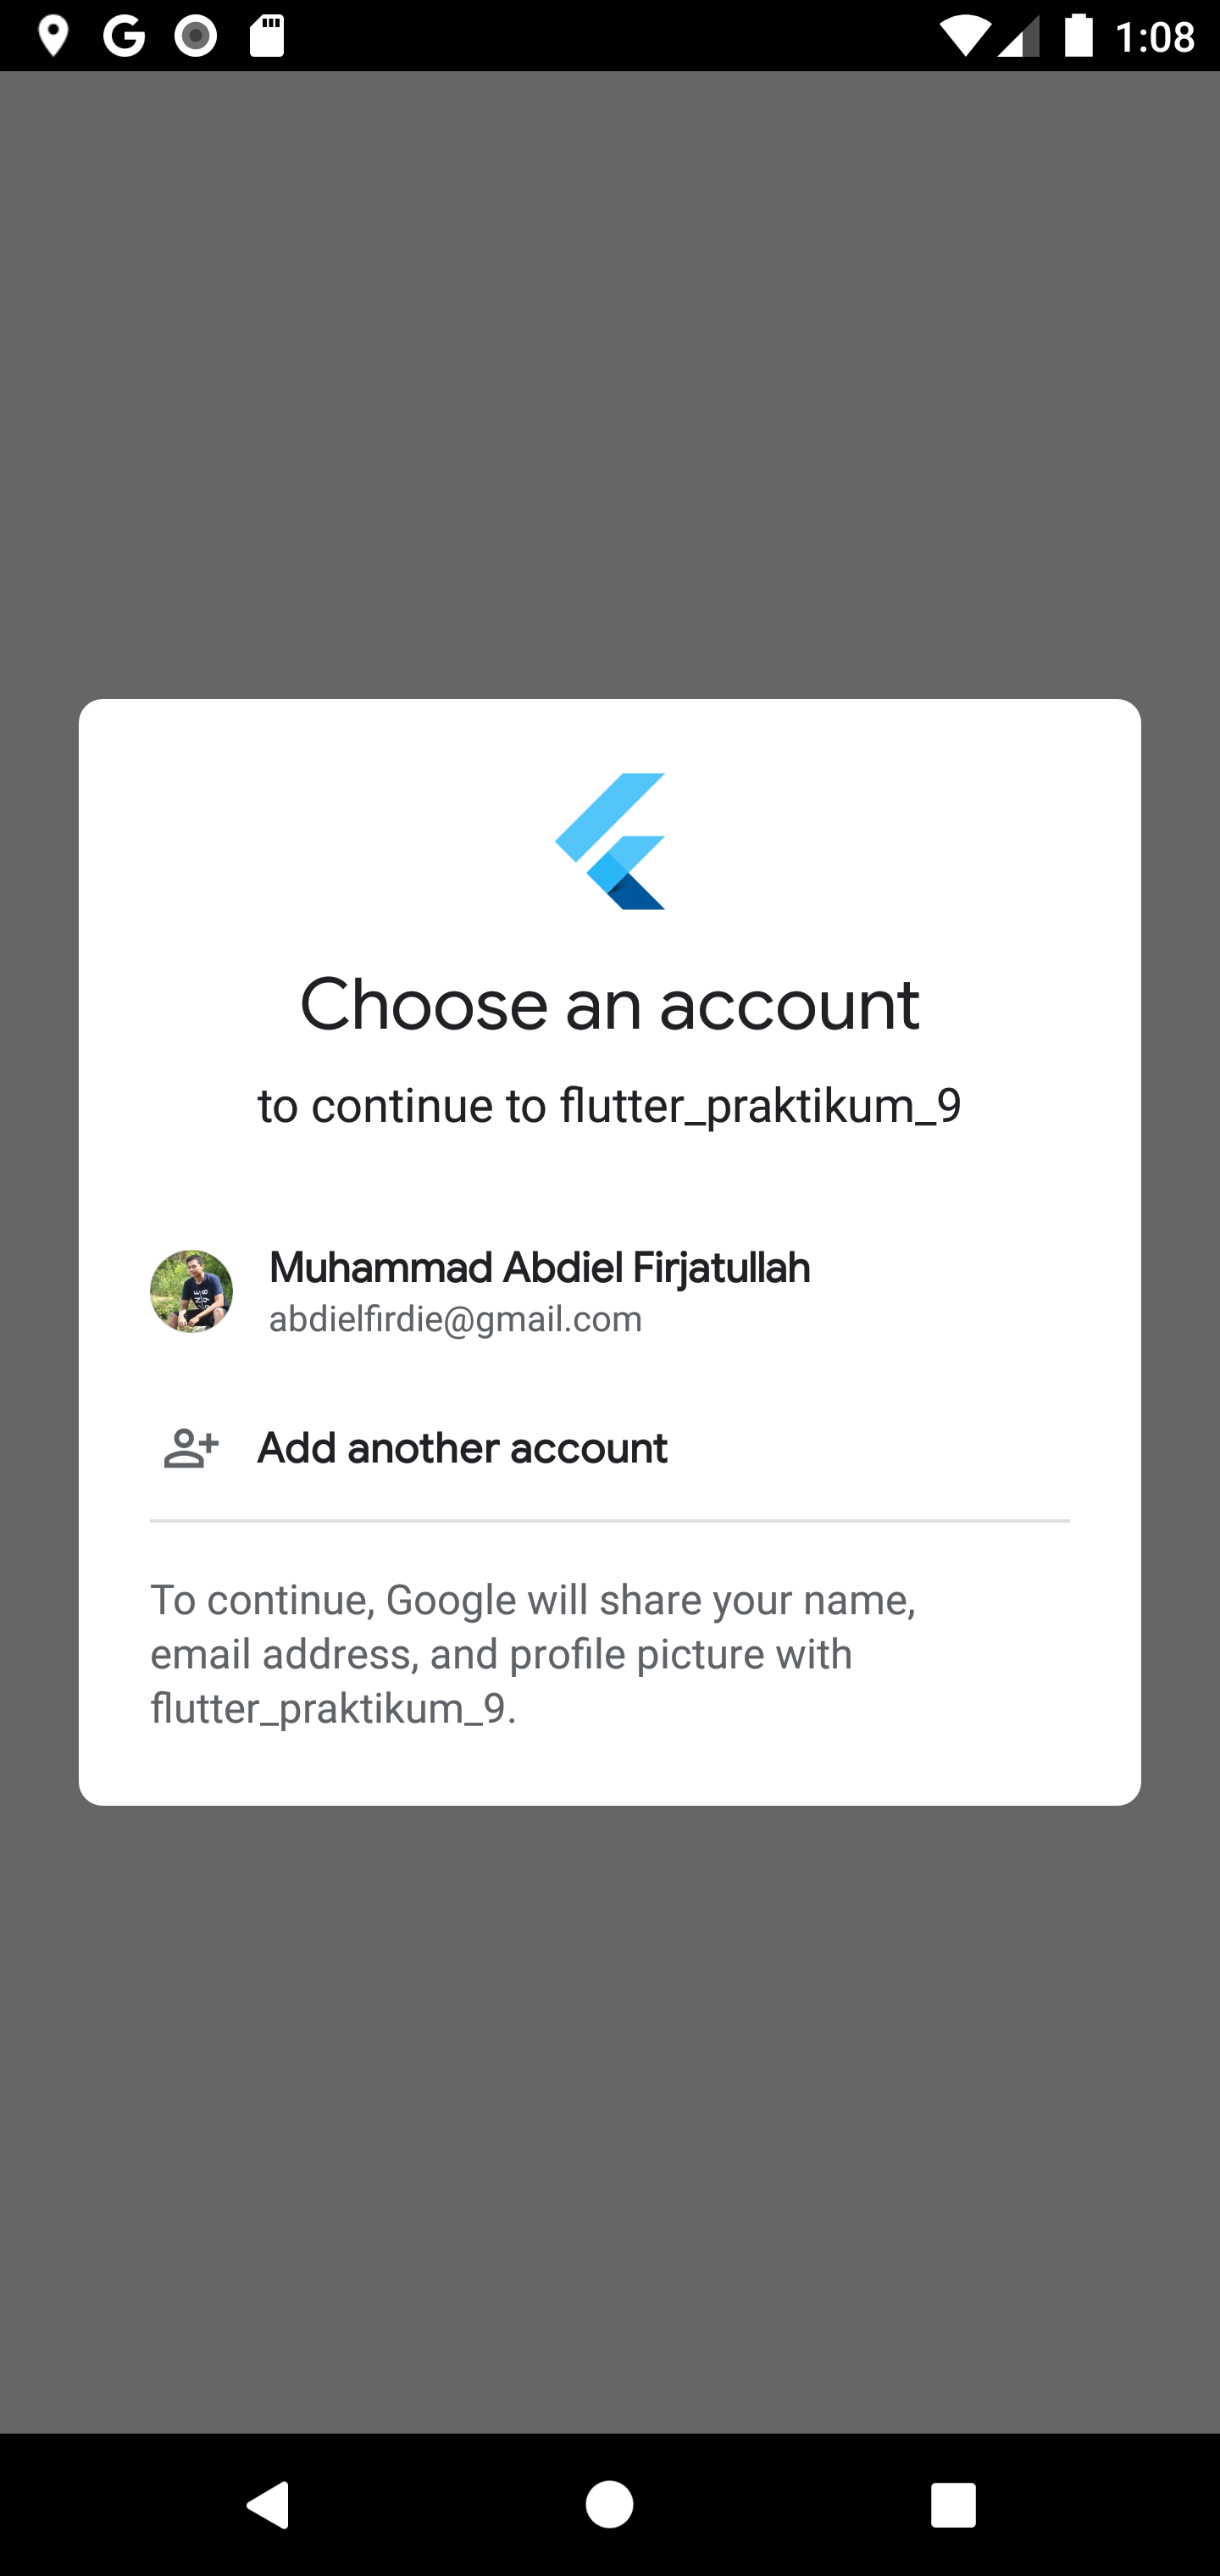 1:08
Choose an account
to continue to flutter_praktikum_9
Muhammad Abdiel Firjatullah
abdielfirdie@gmail.com
Add another account
To continue, Google will share your name,
email address, and profile picture with
flutter_praktikum_9.